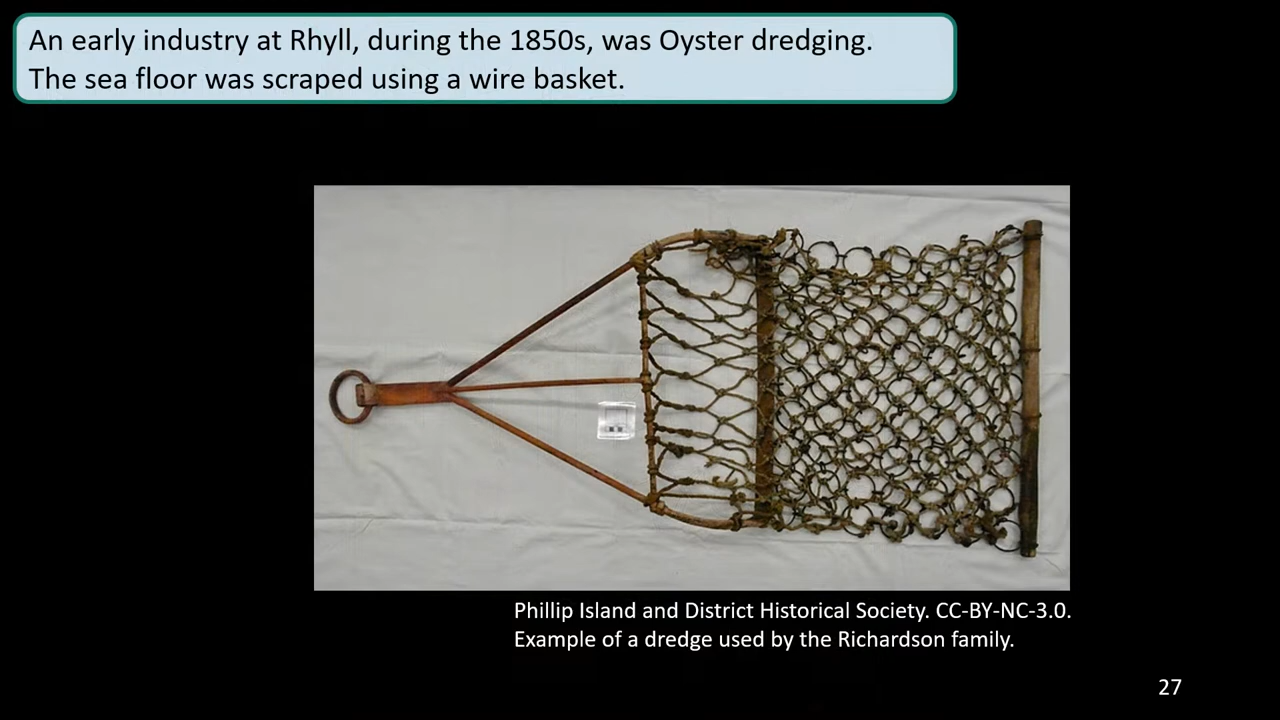 An early industry at Rhyll, during the 1850s, was Oyster dredging.
The sea floor was scraped using a wire basket.
Phillip Island and District Historical Society. CC-BY-NC-3.0.
Example of a dredge used by the Richardson family.
27